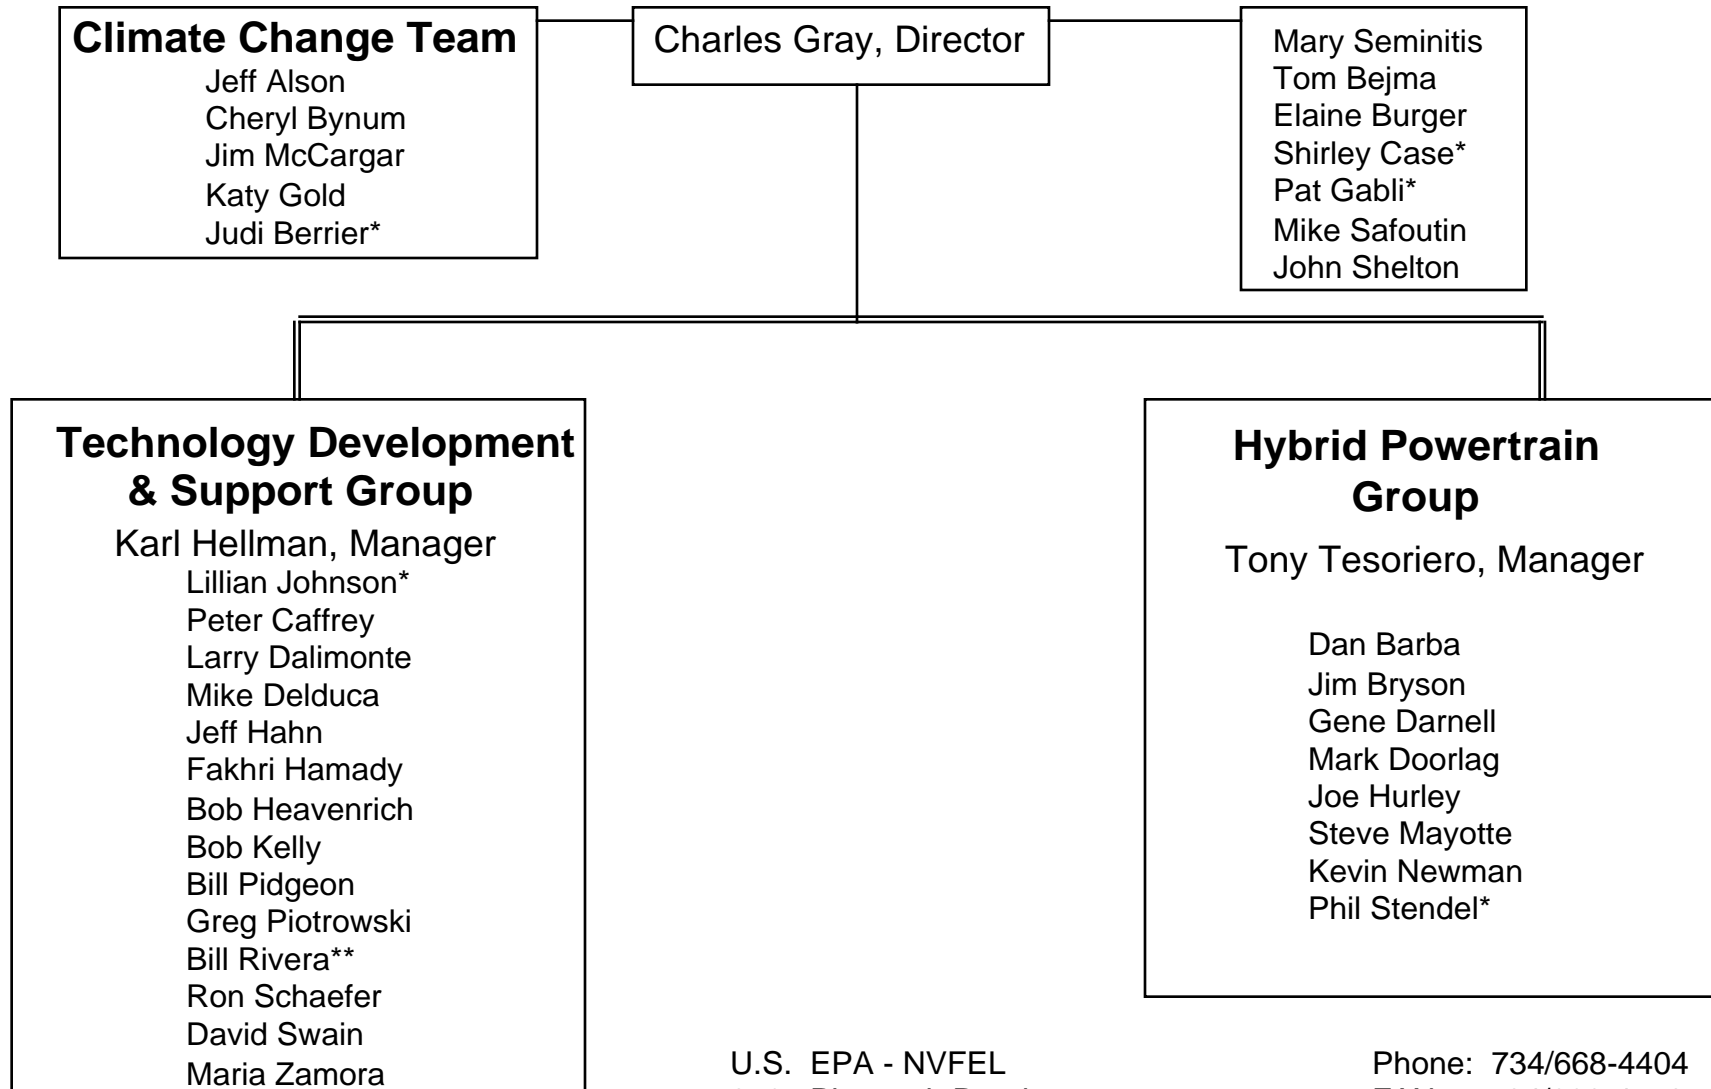 Climate Change Team
Jeff Alson
Cheryl Bynum
Jim McCargar
Katy Gold
Judi Berrier*
Charles Gray, Director
Mary Seminitis
Tom Bejma
Elaine Burger
Shirley Case*
Pat Gabli*
Mike Safoutin
John Shelton
Technology Development
& Support Group
Karl Hellman, Manager
Lillian Johnson*
Peter Caffrey
Larry Dalimonte
Mike Delduca
Jeff Hahn
Fakhri Hamady
Bob Heavenrich
Bob Kelly
Bill Pidgeon
Greg Piotrowski
Bill Rivera**
Ron Schaefer
David Swain
Maria Zamora
Hybrid Powertrain
Group
Tony Tesoriero, Manager
Dan Barba
Jim Bryson
Gene Darnell
Mark Doorlag
Joe Hurley
Steve Mayotte
Kevin Newman
Phil Stendel*
U.S. EPA - NVFEL
Phone: 734/668-4404